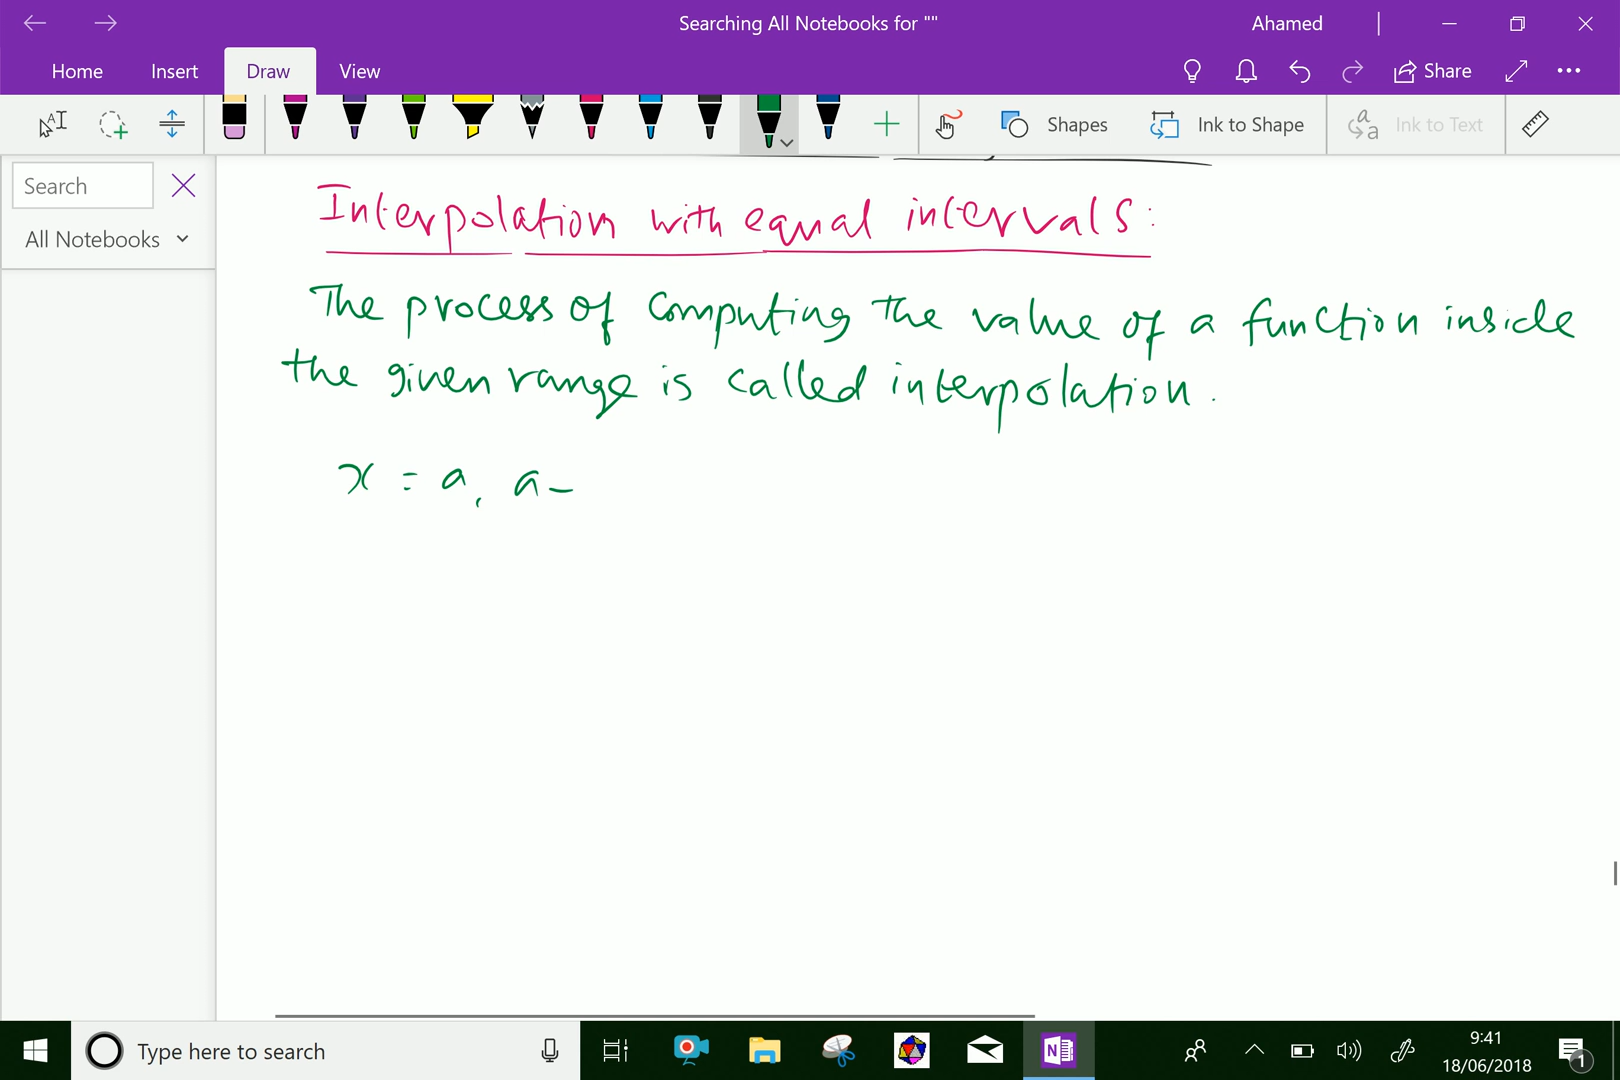 Searching All Notebooks for ""
Ahamed
Home Insert Draw View
Share
Shapes
Ink to Shape
Ink to Text
Search
All Notebooks
Interpolation with equal intervals:
The process of computing the value of a function inside
the given range is called interpolation.
x = a, a-
Type here to search
9:41
18/06/2018
1